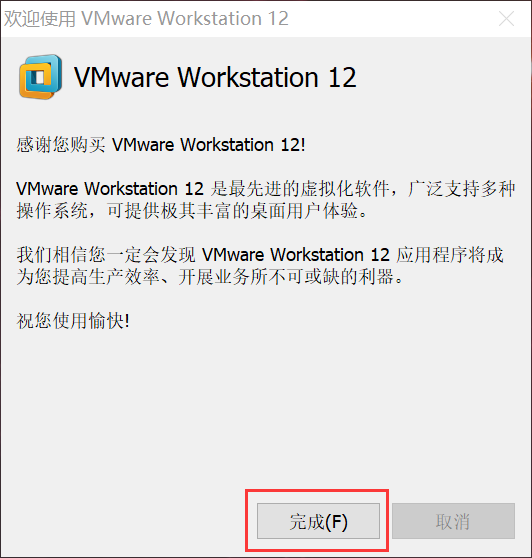 欢迎使用 VMware Workstation 12
VMware Workstation 12
感谢您购买 VMware Workstation 12!
VMware Workstation 12 是最先进的虚拟化软件，广泛支持多种
操作系统，可提供极其丰富的桌面用户体验。
我们相信您一定会发现 VMware Workstation 12 应用程序将成
为您提高生产效率、开展业务所不可或缺的利器。
祝您使用愉快!
完成(F)
取消